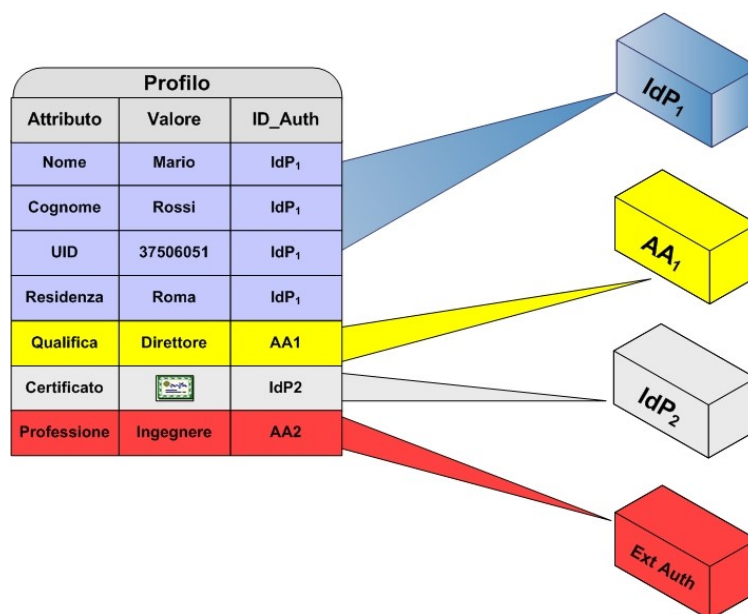 Profilo
Attributo Valore ID_Auth
Nome Mario IdP₁
Cognome Rossi IdP₁
UID 37506051 IdP₁
Residenza Roma IdP₁
Qualifica Direttore AA1
Certificato IdP2
Professione Ingegnere AA2
IdP₁
AA₁
IdP₂
Ext Auth